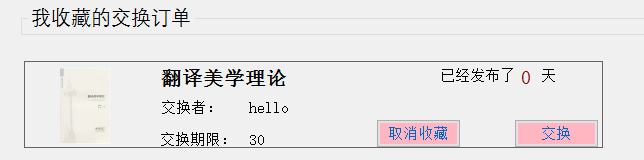 我收藏的交换订单
翻译美学理论
已经发布了 0 天
交换者： hello
交换期限： 30
取消收藏
交换